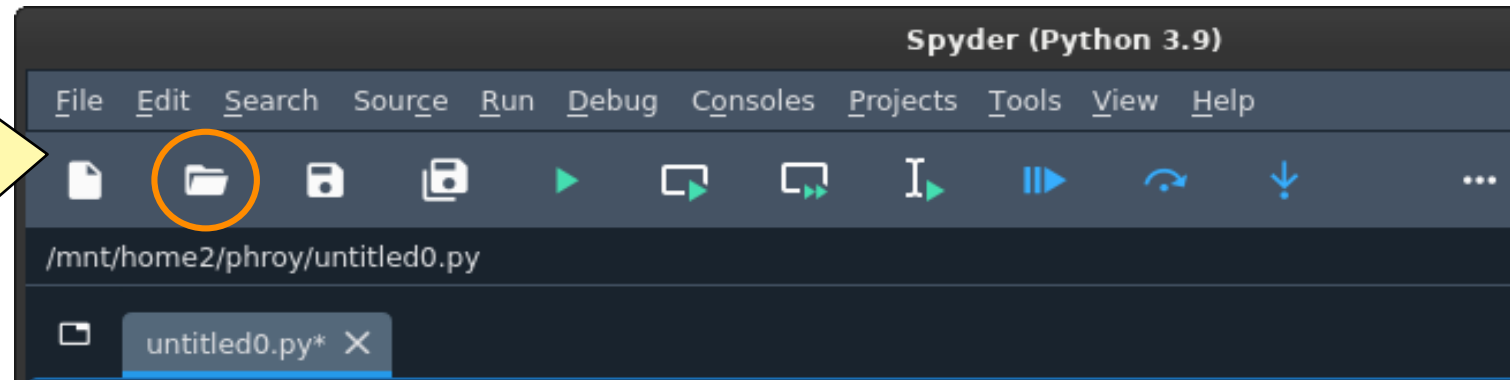 Spyder (Python 3.9)
File Edit Search Source Run Debug Consoles Projects Tools View Help
/mnt/home2/phroy/untitled0.py
untitled0.py*